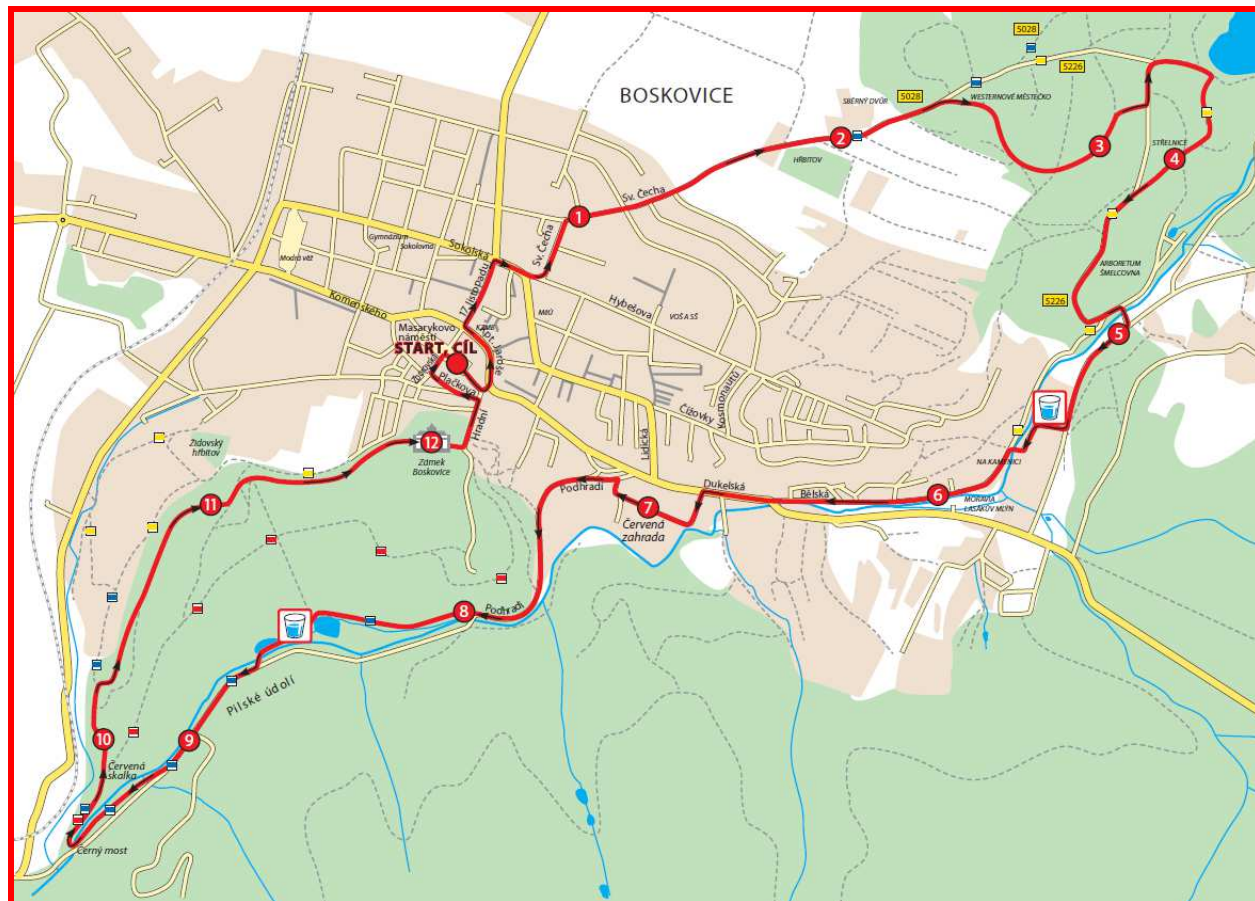 5028
5226
BOSKOVICE
SBĚRNÝ DVŮR
5028
WESTERNOVÉ MĚSTEČKO
2
HŘBITOV
3
STŘELNICE
4
Sv. Čecha
1
Sv. Čecha
Gymnázium
Sokolovna
Sokolská
Modrá věž
ARBORETUM
ŠMELCOVNA
17. listopadu
Komenského
Hybešova
VOŠ A SŠ
5226
5
Masarykovo
náměstí
START, CÍL
Plačkova
Kosmonautů
Čížovky
Hradní
Lidická
12
Zámek
Boskovice
Židovský
hřbitov
NA KAMENICI
Podhradí
Dukelská
Bělská
6
MORAVIA
LASÁKŮV MLÝN
11
7
Červená
zahrada
8
Podhradí
Pilské údolí
9
10
Červená
skalka
Černý most